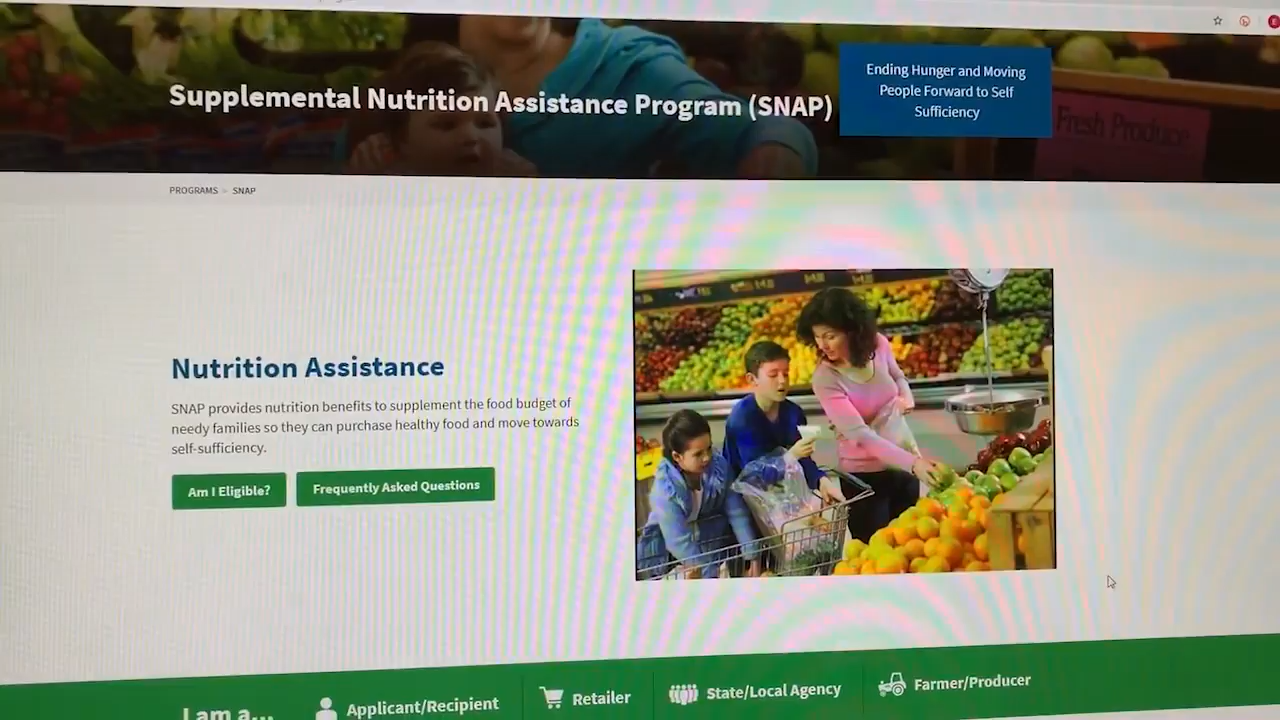 Supplemental Nutrition Assistance Program (SNAP)
Ending Hunger and Moving
People Forward to Self
Sufficiency
Fresh Produce
PROGRAMS > SNAP
Nutrition Assistance
SNAP provides nutrition benefits to supplement the food budget of
needy families so they can purchase healthy food and move towards
self-sufficiency.
Am I Eligible?
Frequently Asked Questions
I am a...
Applicant/Recipient
Retailer
State/Local Agency
Farmer/Producer